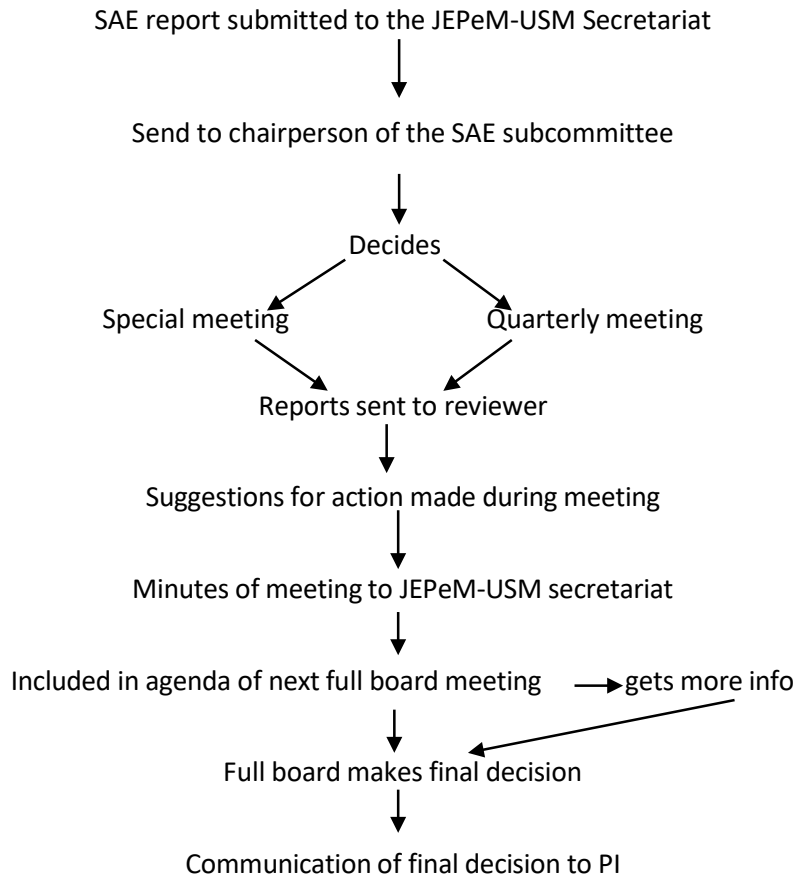 SAE report submitted to the JEPeM-USM Secretariat
Send to chairperson of the SAE subcommittee
Decides
Special meeting
Quarterly meeting
Reports sent to reviewer
Suggestions for action made during meeting
Minutes of meeting to JEPeM-USM secretariat
Included in agenda of next full board meeting
gets more info
Full board makes final decision
Communication of final decision to PI